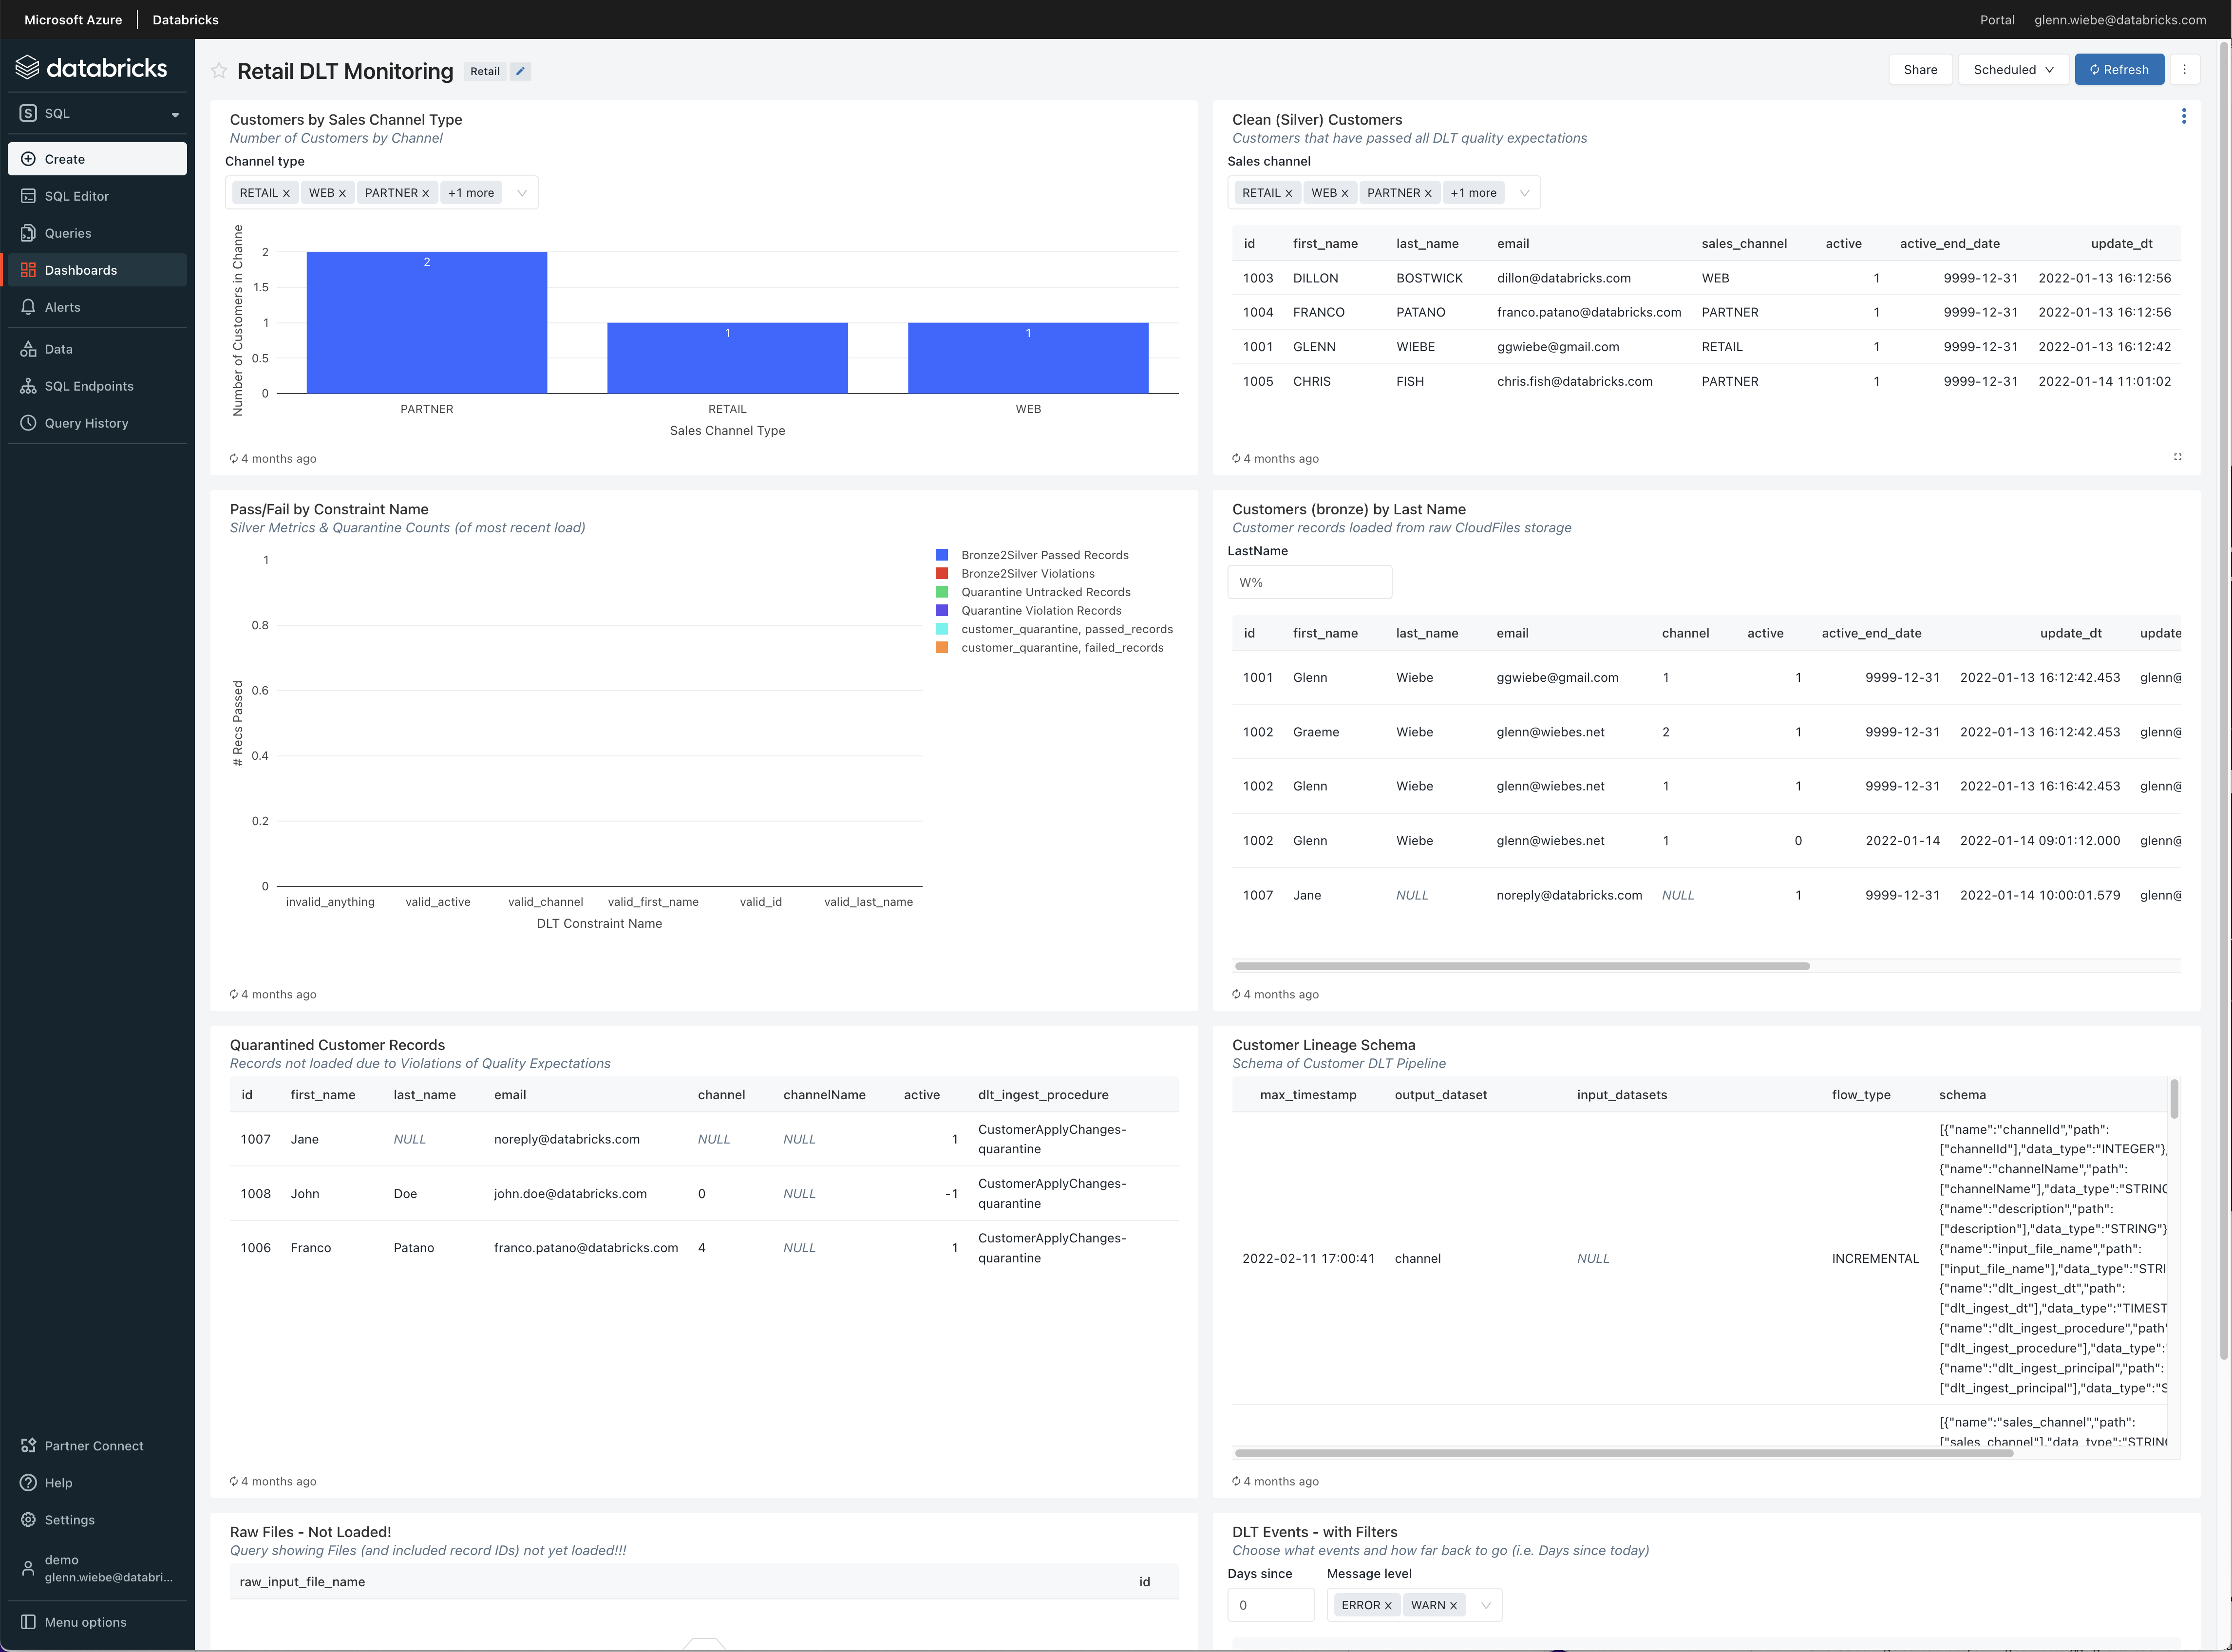 Microsoft Azure | Databricks
Portal glenn.wiebe@databricks.com
databricks
SQL
Create
SQL Editor
Queries
Dashboards
Alerts
Data
SQL Endpoints
Query History
Partner Connect
Help
Settings
demo
glenn.wiebe@databri...
Menu options
Retail DLT Monitoring Retail
Share Scheduled Refresh
Customers by Sales Channel Type
Number of Customers by Channel
Channel type
RETAIL × WEB × PARTNER × +1 more
Number of Customers in Channe
2
1.5
1
0.5
0
2
1
1
PARTNER RETAIL WEB
Sales Channel Type
4 months ago
Clean (Silver) Customers
Customers that have passed all DLT quality expectations
Sales channel
RETAIL × WEB × PARTNER × +1 more
id first_name last_name email sales_channel active active_end_date update_dt
1003 DILLON BOSTWICK dillon@databricks.com WEB 1 9999-12-31 2022-01-13 16:12:56
1004 FRANCO PATANO franco.patano@databricks.com PARTNER 1 9999-12-31 2022-01-13 16:12:56
1001 GLENN WIEBE ggwiebe@gmail.com RETAIL 1 9999-12-31 2022-01-13 16:12:42
1005 CHRIS FISH chris.fish@databricks.com PARTNER 1 9999-12-31 2022-01-14 11:01:02
4 months ago
Pass/Fail by Constraint Name
Silver Metrics & Quarantine Counts (of most recent load)
# Recs Passed
1
0.8
0.6
0.4
0.2
0
invalid_anything valid_active valid_channel valid_first_name valid_id valid_last_name
DLT Constraint Name
Bronze2Silver Passed Records
Bronze2Silver Violations
Quarantine Untracked Records
Quarantine Violation Records
customer_quarantine, passed_records
customer_quarantine, failed_records
4 months ago
Customers (bronze) by Last Name
Customer records loaded from raw CloudFiles storage
LastName
W%
id first_name last_name email channel active active_end_date update_dt update
1001 Glenn Wiebe ggwiebe@gmail.com 1 1 9999-12-31 2022-01-13 16:12:42.453 glenn@
1002 Graeme Wiebe glenn@wiebes.net 2 1 9999-12-31 2022-01-13 16:12:42.453 glenn@
1002 Glenn Wiebe glenn@wiebes.net 1 1 9999-12-31 2022-01-13 16:16:42.453 glenn@
1002 Glenn Wiebe glenn@wiebes.net 1 0 2022-01-14 2022-01-14 09:01:12.000 glenn@
1007 Jane NULL noreply@databricks.com NULL 1 9999-12-31 2022-01-14 10:00:01.579 glenn@
4 months ago
Quarantined Customer Records
Records not loaded due to Violations of Quality Expectations
id first_name last_name email channel channelName active dlt_ingest_procedure
1007 Jane NULL noreply@databricks.com NULL NULL 1 CustomerApplyChanges-
quarantine
1008 John Doe john.doe@databricks.com 0 NULL -1 CustomerApplyChanges-
quarantine
1006 Franco Patano franco.patano@databricks.com 4 NULL 1 CustomerApplyChanges-
quarantine
4 months ago
Customer Lineage Schema
Schema of Customer DLT Pipeline
max_timestamp output_dataset input_datasets flow_type schema
2022-02-11 17:00:41 channel NULL INCREMENTAL
[{"name":"channelId","path":
["channelId"],"data_type":"INTEGER"},
{"name":"channelName","path":
["channelName"],"data_type":"STRING
{"name":"description","path":
["description"],"data_type":"STRING"}
{"name":"input_file_name","path":
["input_file_name"],"data_type":"STRI
{"name":"dlt_ingest_dt","path":
["dlt_ingest_dt"],"data_type":"TIMEST
{"name":"dlt_ingest_procedure","path"
["dlt_ingest_procedure"],"data_type":
{"name":"dlt_ingest_principal","path":
["dlt_ingest_principal"],"data_type":"S
[{"name":"sales_channel","path":
["sales_channel"],"data_type":"STRING
4 months ago
Raw Files - Not Loaded!
Query showing Files (and included record IDs) not yet loaded!!!
raw_input_file_name id
DLT Events - with Filters
Choose what events and how far back to go (i.e. Days since today)
Days since Message level
0 ERROR × WARN ×